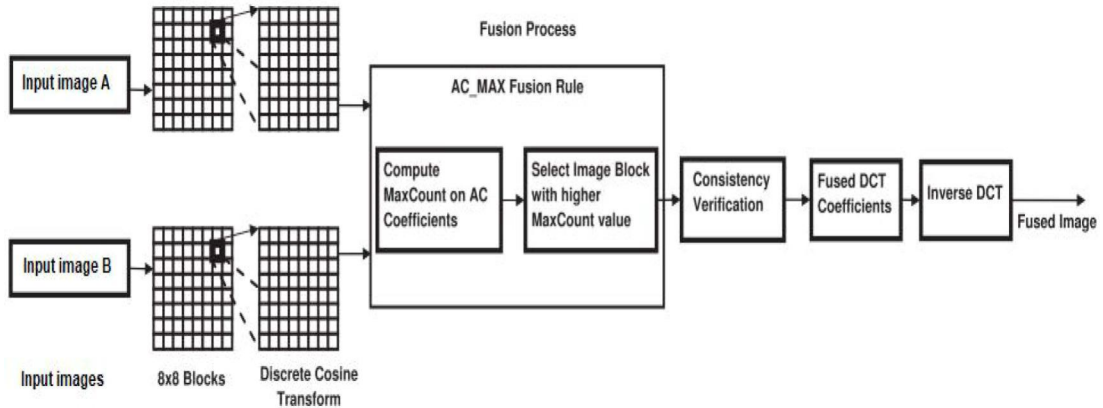 Fusion Process
Input image A
AC_MAX Fusion Rule
Compute
MaxCount on AC
Coefficients
Select Image Block
with higher
MaxCount value
Consistency
Verification
Fused DCT
Coefficients
Inverse DCT
Fused Image
Input image B
Input images
8x8 Blocks
Discrete Cosine
Transform